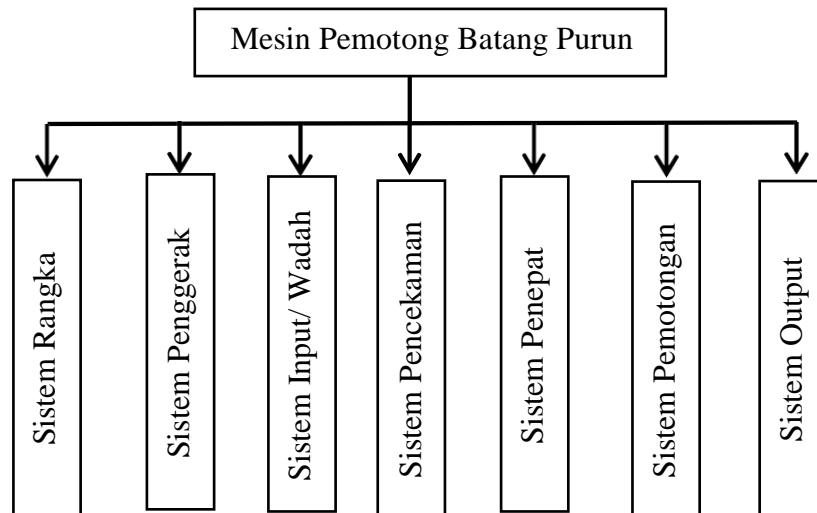 Mesin Pemotong Batang Purun
Sistem Rangka
Sistem Penggerak
Sistem Input/ Wadah
Sistem Pencekaman
Sistem Penepat
Sistem Pemotongan
Sistem Output